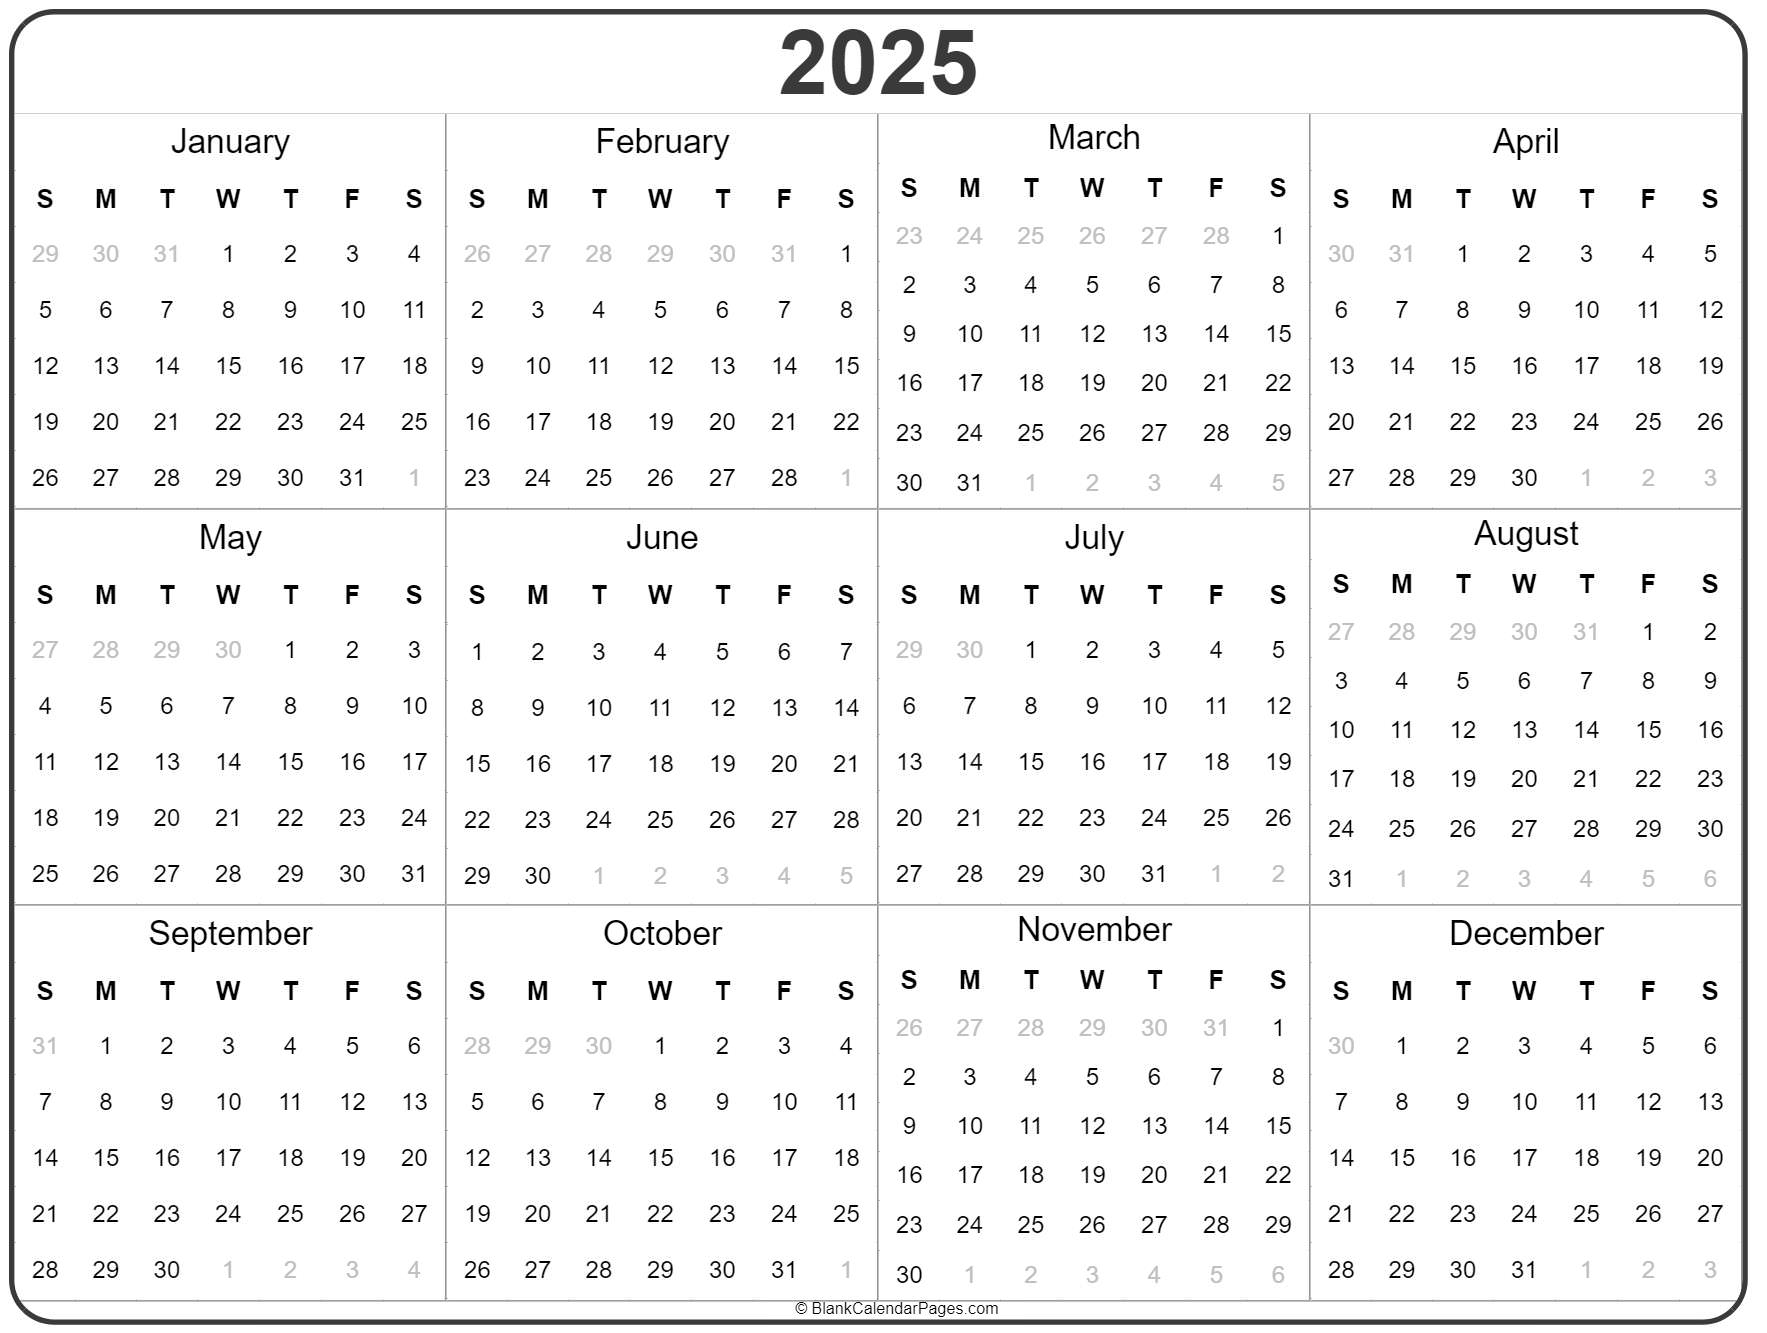 2025
January
S M T W T F S
29 30 31 1 2 3 4
5 6 7 8 9 10 11
12 13 14 15 16 17 18
19 20 21 22 23 24 25
26 27 28 29 30 31 1
February
S M T W T F S
26 27 28 29 30 31 1
2 3 4 5 6 7 8
9 10 11 12 13 14 15
16 17 18 19 20 21 22
23 24 25 26 27 28 1
March
S M T W T F S
23 24 25 26 27 28 1
2 3 4 5 6 7 8
9 10 11 12 13 14 15
16 17 18 19 20 21 22
23 24 25 26 27 28 29
30 31 1 2 3 4 5
April
S M T W T F S
30 31 1 2 3 4 5
6 7 8 9 10 11 12
13 14 15 16 17 18 19
20 21 22 23 24 25 26
27 28 29 30 1 2 3
May
S M T W T F S
27 28 29 30 1 2 3
4 5 6 7 8 9 10
11 12 13 14 15 16 17
18 19 20 21 22 23 24
25 26 27 28 29 30 31
June
S M T W T F S
1 2 3 4 5 6 7
8 9 10 11 12 13 14
15 16 17 18 19 20 21
22 23 24 25 26 27 28
29 30 1 2 3 4 5
July
S M T W T F S
29 30 1 2 3 4 5
6 7 8 9 10 11 12
13 14 15 16 17 18 19
20 21 22 23 24 25 26
27 28 29 30 31 1 2
August
S M T W T F S
27 28 29 30 31 1 2
3 4 5 6 7 8 9
10 11 12 13 14 15 16
17 18 19 20 21 22 23
24 25 26 27 28 29 30
31 1 2 3 4 5 6
September
S M T W T F S
31 1 2 3 4 5 6
7 8 9 10 11 12 13
14 15 16 17 18 19 20
21 22 23 24 25 26 27
28 29 30 1 2 3 4
October
S M T W T F S
28 29 30 1 2 3 4
5 6 7 8 9 10 11
12 13 14 15 16 17 18
19 20 21 22 23 24 25
26 27 28 29 30 31 1
November
S M T W T F S
26 27 28 29 30 31 1
2 3 4 5 6 7 8
9 10 11 12 13 14 15
16 17 18 19 20 21 22
23 24 25 26 27 28 29
30 1 2 3 4 5 6
December
S M T W T F S
30 1 2 3 4 5 6
7 8 9 10 11 12 13
14 15 16 17 18 19 20
21 22 23 24 25 26 27
28 29 30 31 1 2 3
© BlankCalendarPages.com